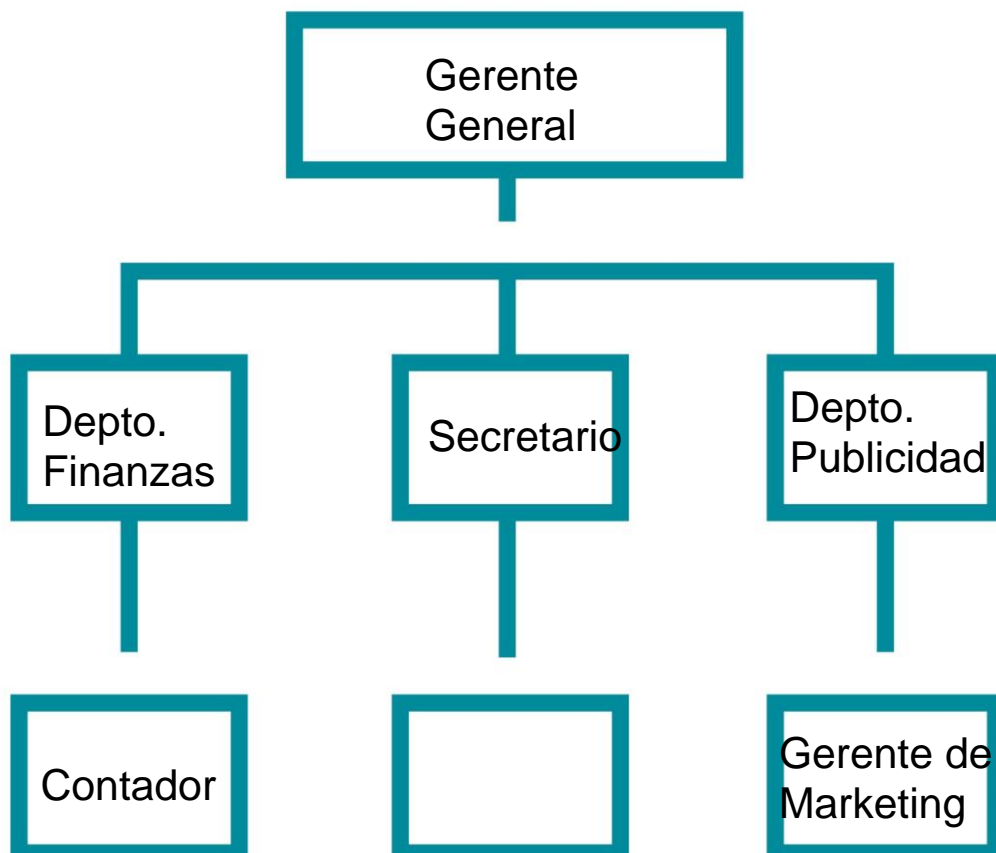 Gerente
General
Depto.
Finanzas
Secretario
Depto.
Publicidad
Contador
Gerente de
Marketing